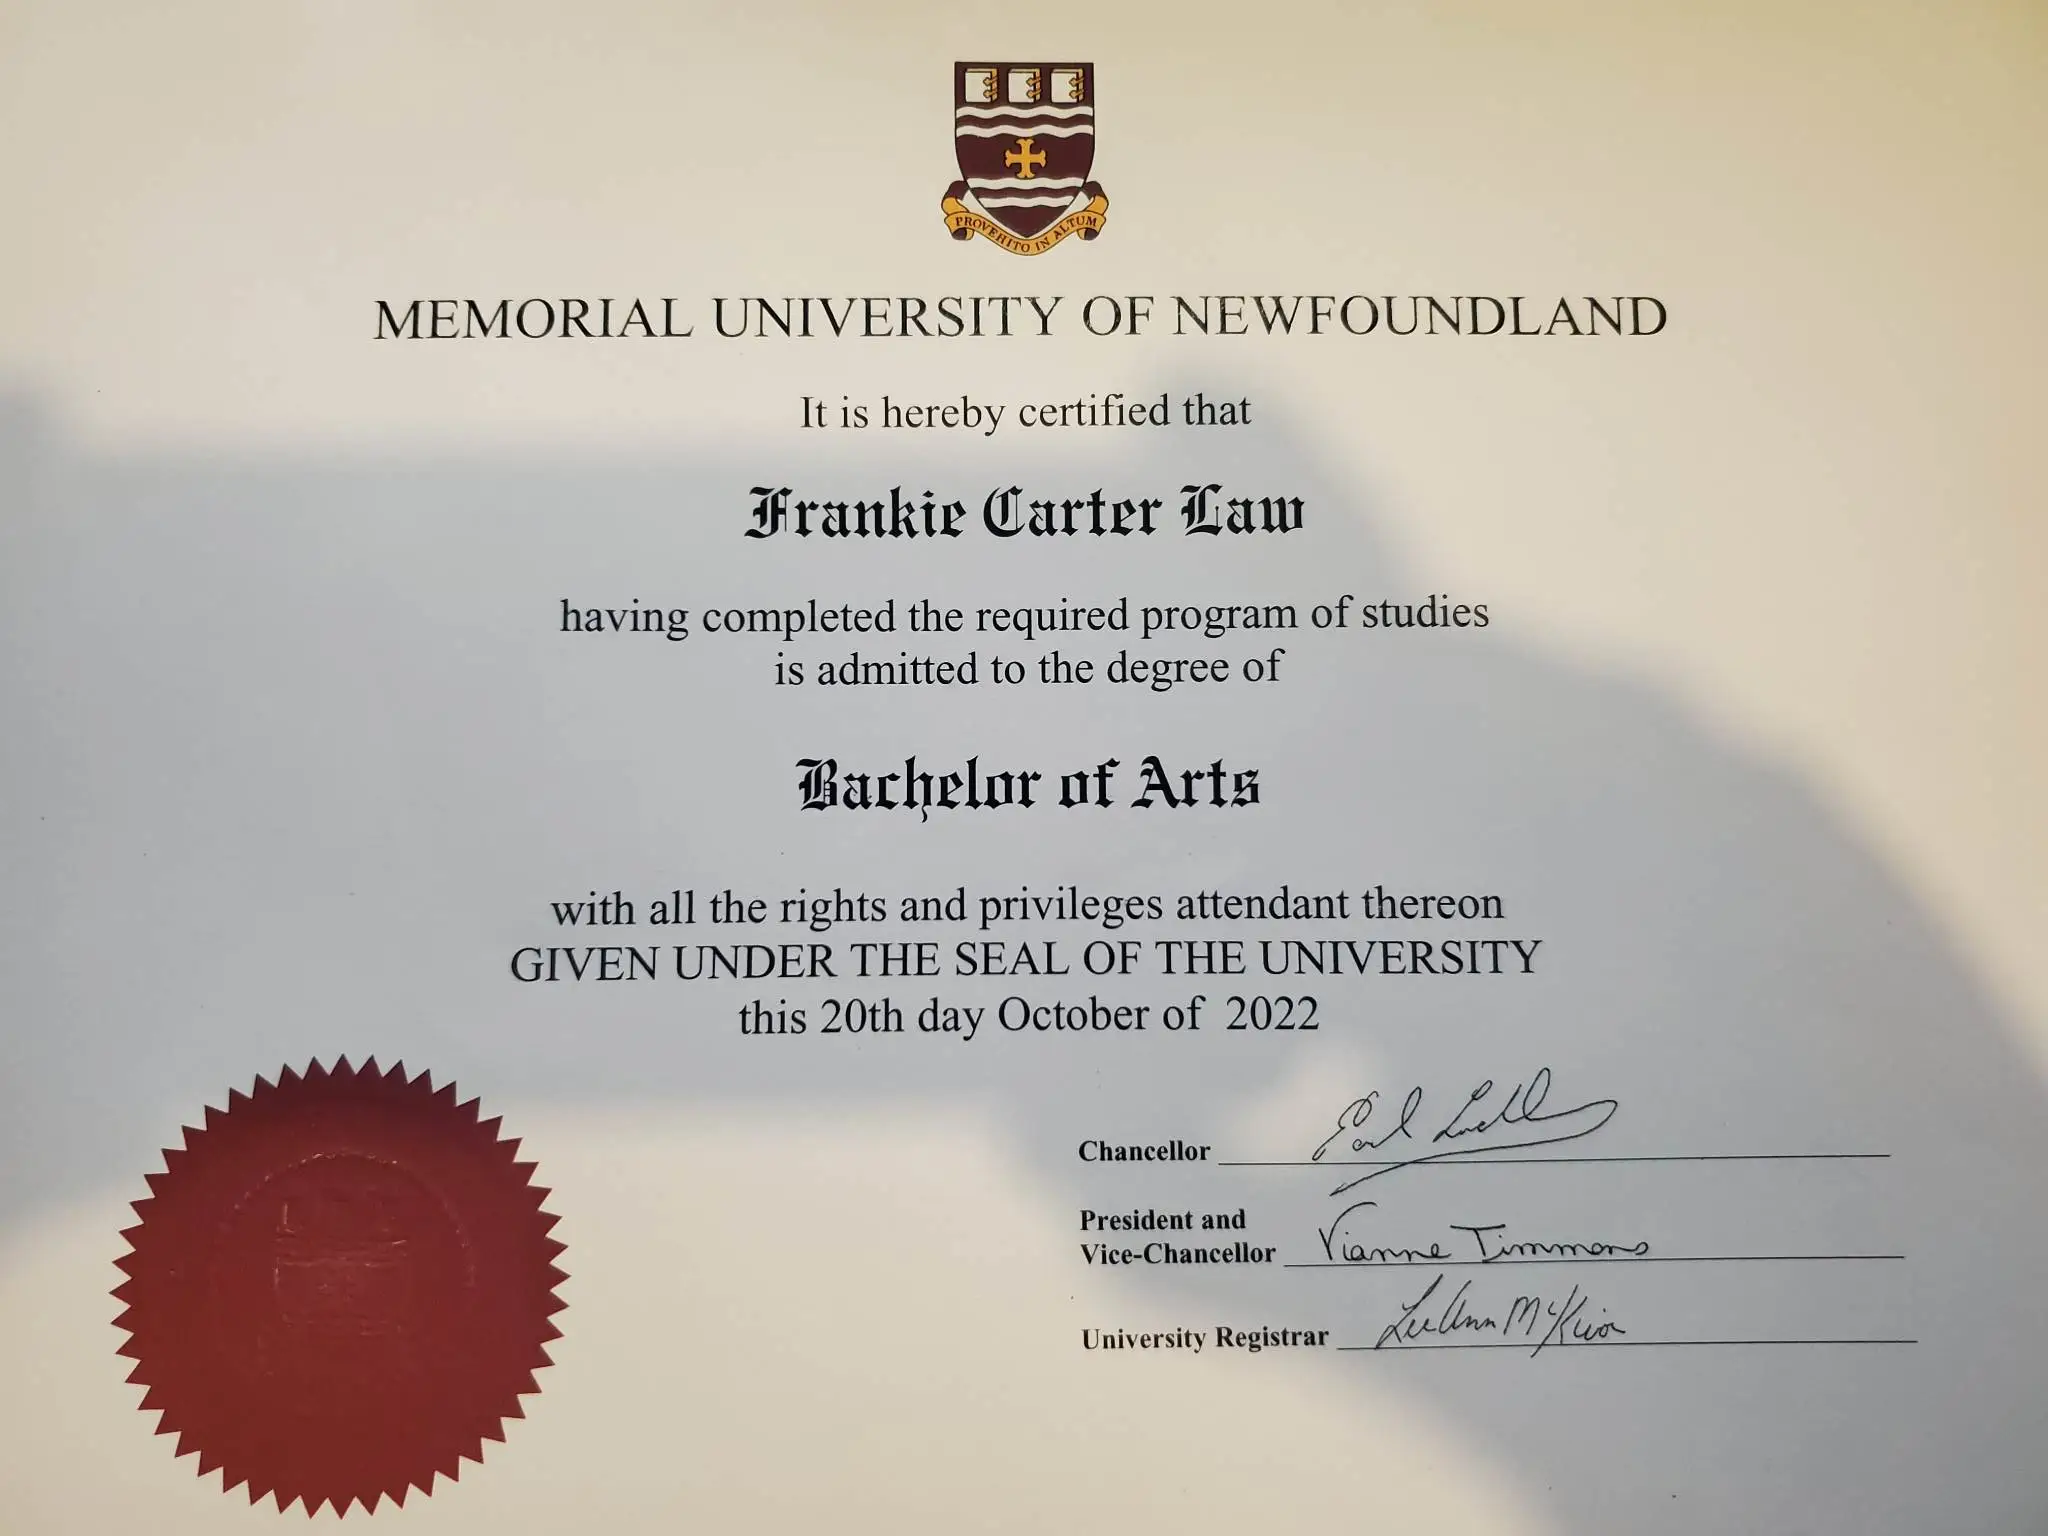 PROVEHITO IN ALTUM
MEMORIAL UNIVERSITY OF NEWFOUNDLAND
It is hereby certified that
Frankie Carter Law
having completed the required program of studies
is admitted to the degree of
Bachelor of Arts
with all the rights and privileges attendant thereon
GIVEN UNDER THE SEAL OF THE UNIVERSITY
this 20th day October of 2022
Chancellor
President and
Vice-Chancellor Vianne Timmons
University Registrar LeeAnn McKivor